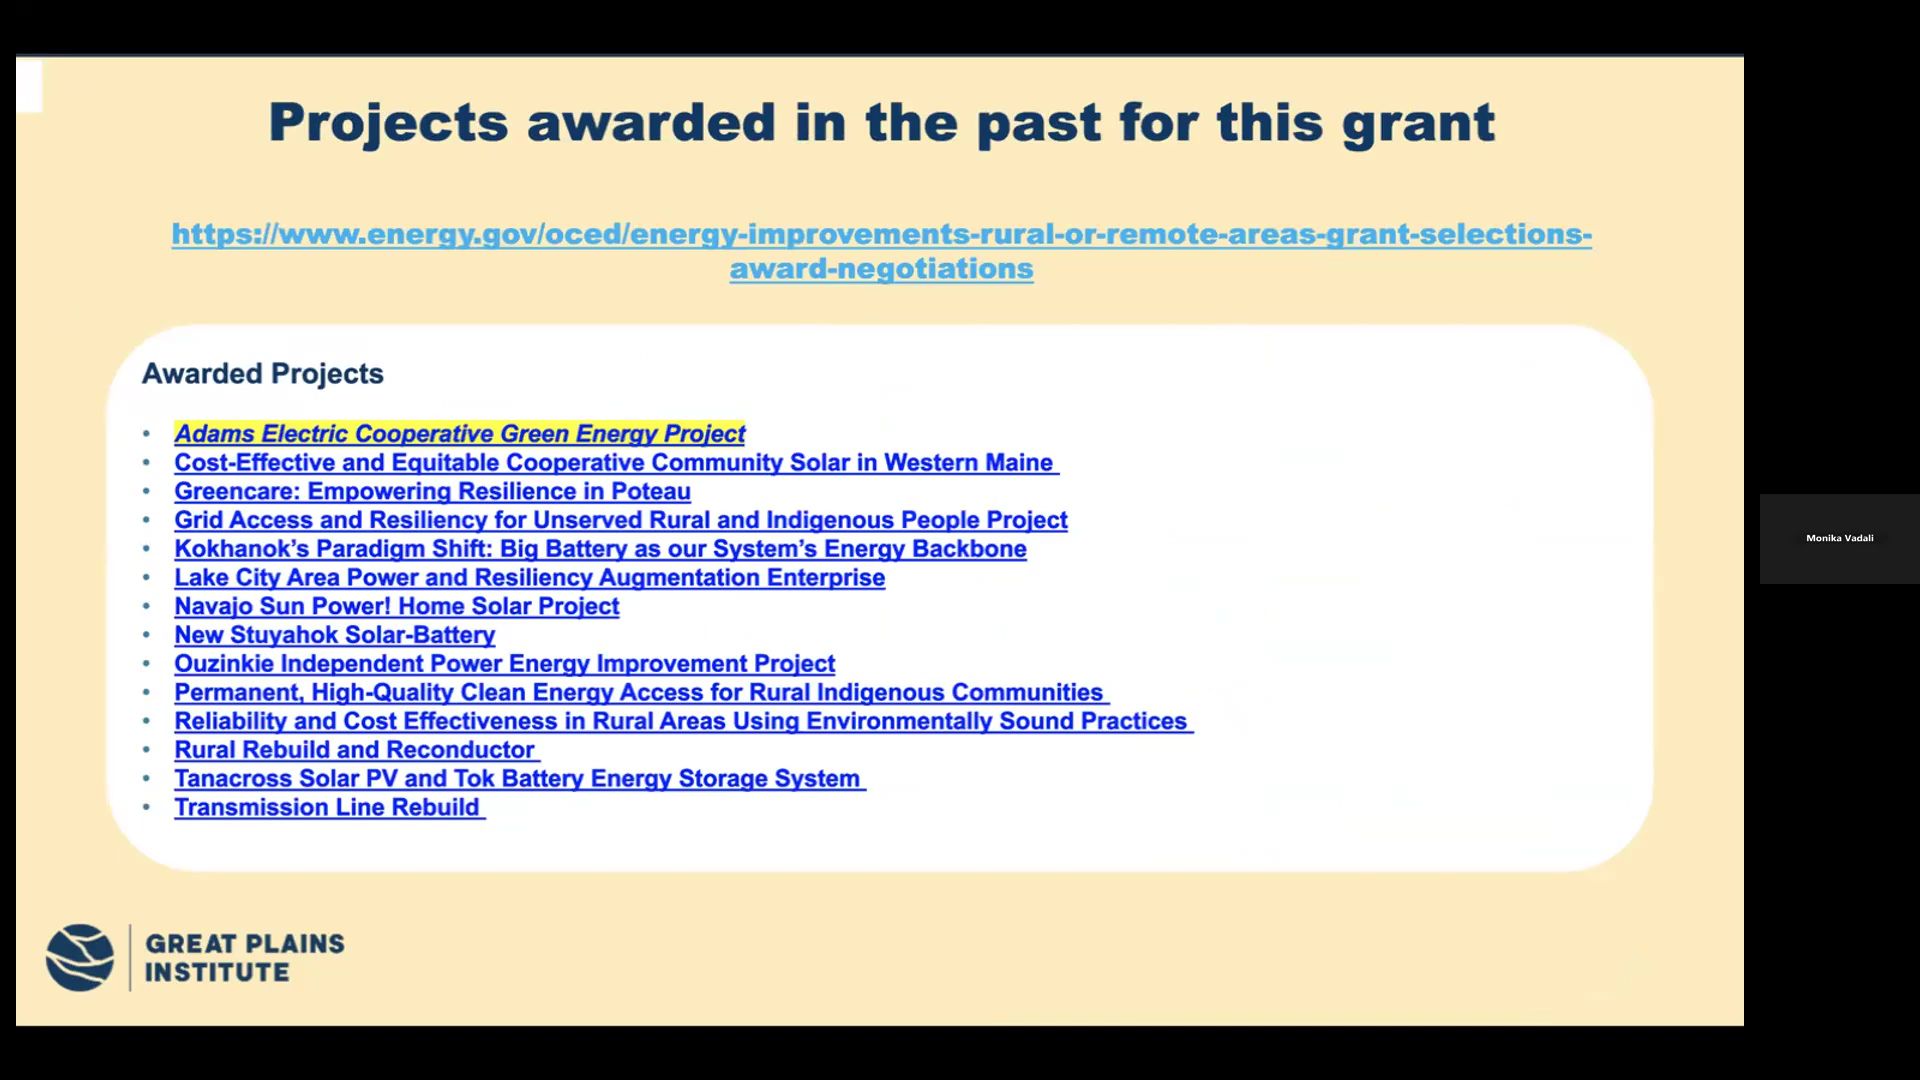 Projects awarded in the past for this grant
https://www.energy.gov/oced/energy-improvements-rural-or-remote-areas-grant-selections-
award-negotiations
Awarded Projects
• Adams Electric Cooperative Green Energy Project
• Cost-Effective and Equitable Cooperative Community Solar in Western Maine
• Greencare: Empowering Resilience in Poteau
• Grid Access and Resiliency for Unserved Rural and Indigenous People Project
• Kokhanok’s Paradigm Shift: Big Battery as our System’s Energy Backbone
• Lake City Area Power and Resiliency Augmentation Enterprise
• Navajo Sun Power! Home Solar Project
• New Stuyahok Solar-Battery
• Ouzinkie Independent Power Energy Improvement Project
• Permanent, High-Quality Clean Energy Access for Rural Indigenous Communities
• Reliability and Cost Effectiveness in Rural Areas Using Environmentally Sound Practices
• Rural Rebuild and Reconductor
• Tanacross Solar PV and Tok Battery Energy Storage System
• Transmission Line Rebuild
GREAT PLAINS
INSTITUTE
Monika Vadali